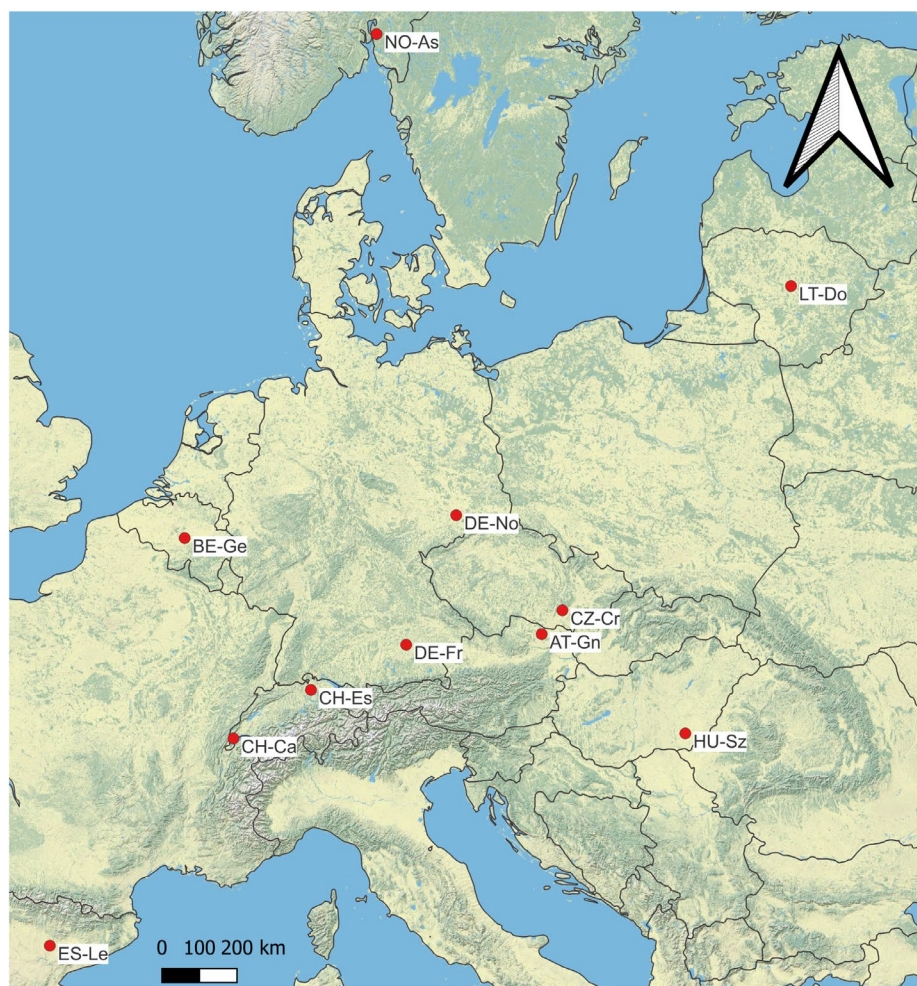 NO-As
LT-Do
DE-No
BE-Ge
CZ-Cr
AT-Gn
DE-Fr
CH-Es
HU-Sz
CH-Ca
ES-Le
0 100 200 km